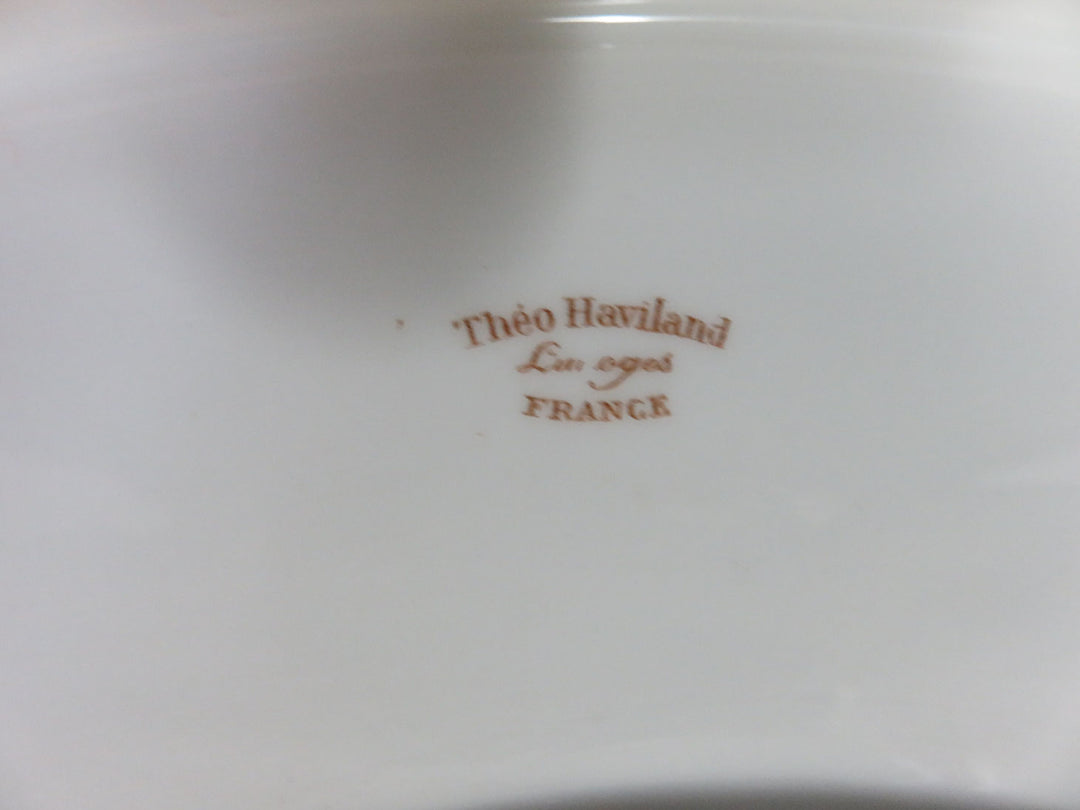 Théo Haviland
Limoges
FRANCE